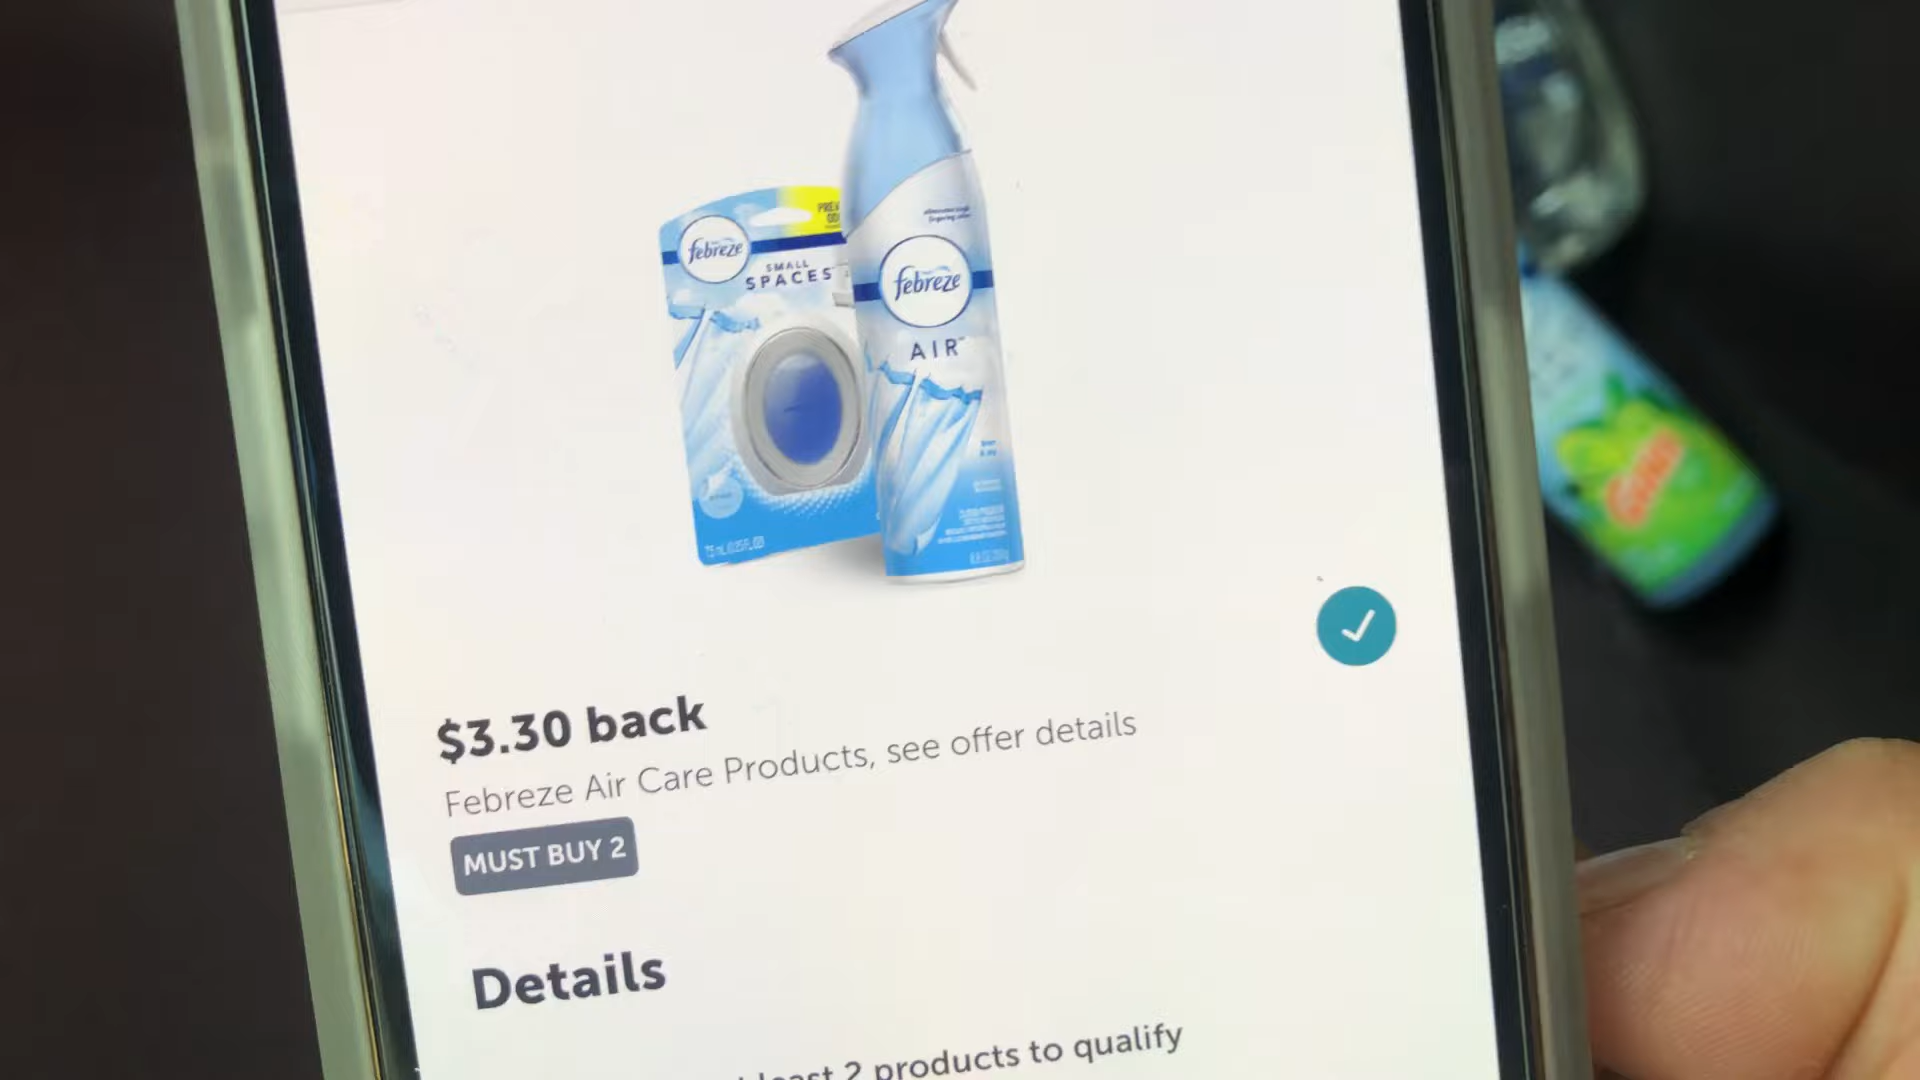 febreze
SMALL
SPACES
febreze
AIR
Gain
$3.30 back
Febreze Air Care Products, see offer details
MUST BUY 2
Details
least 2 products to qualify